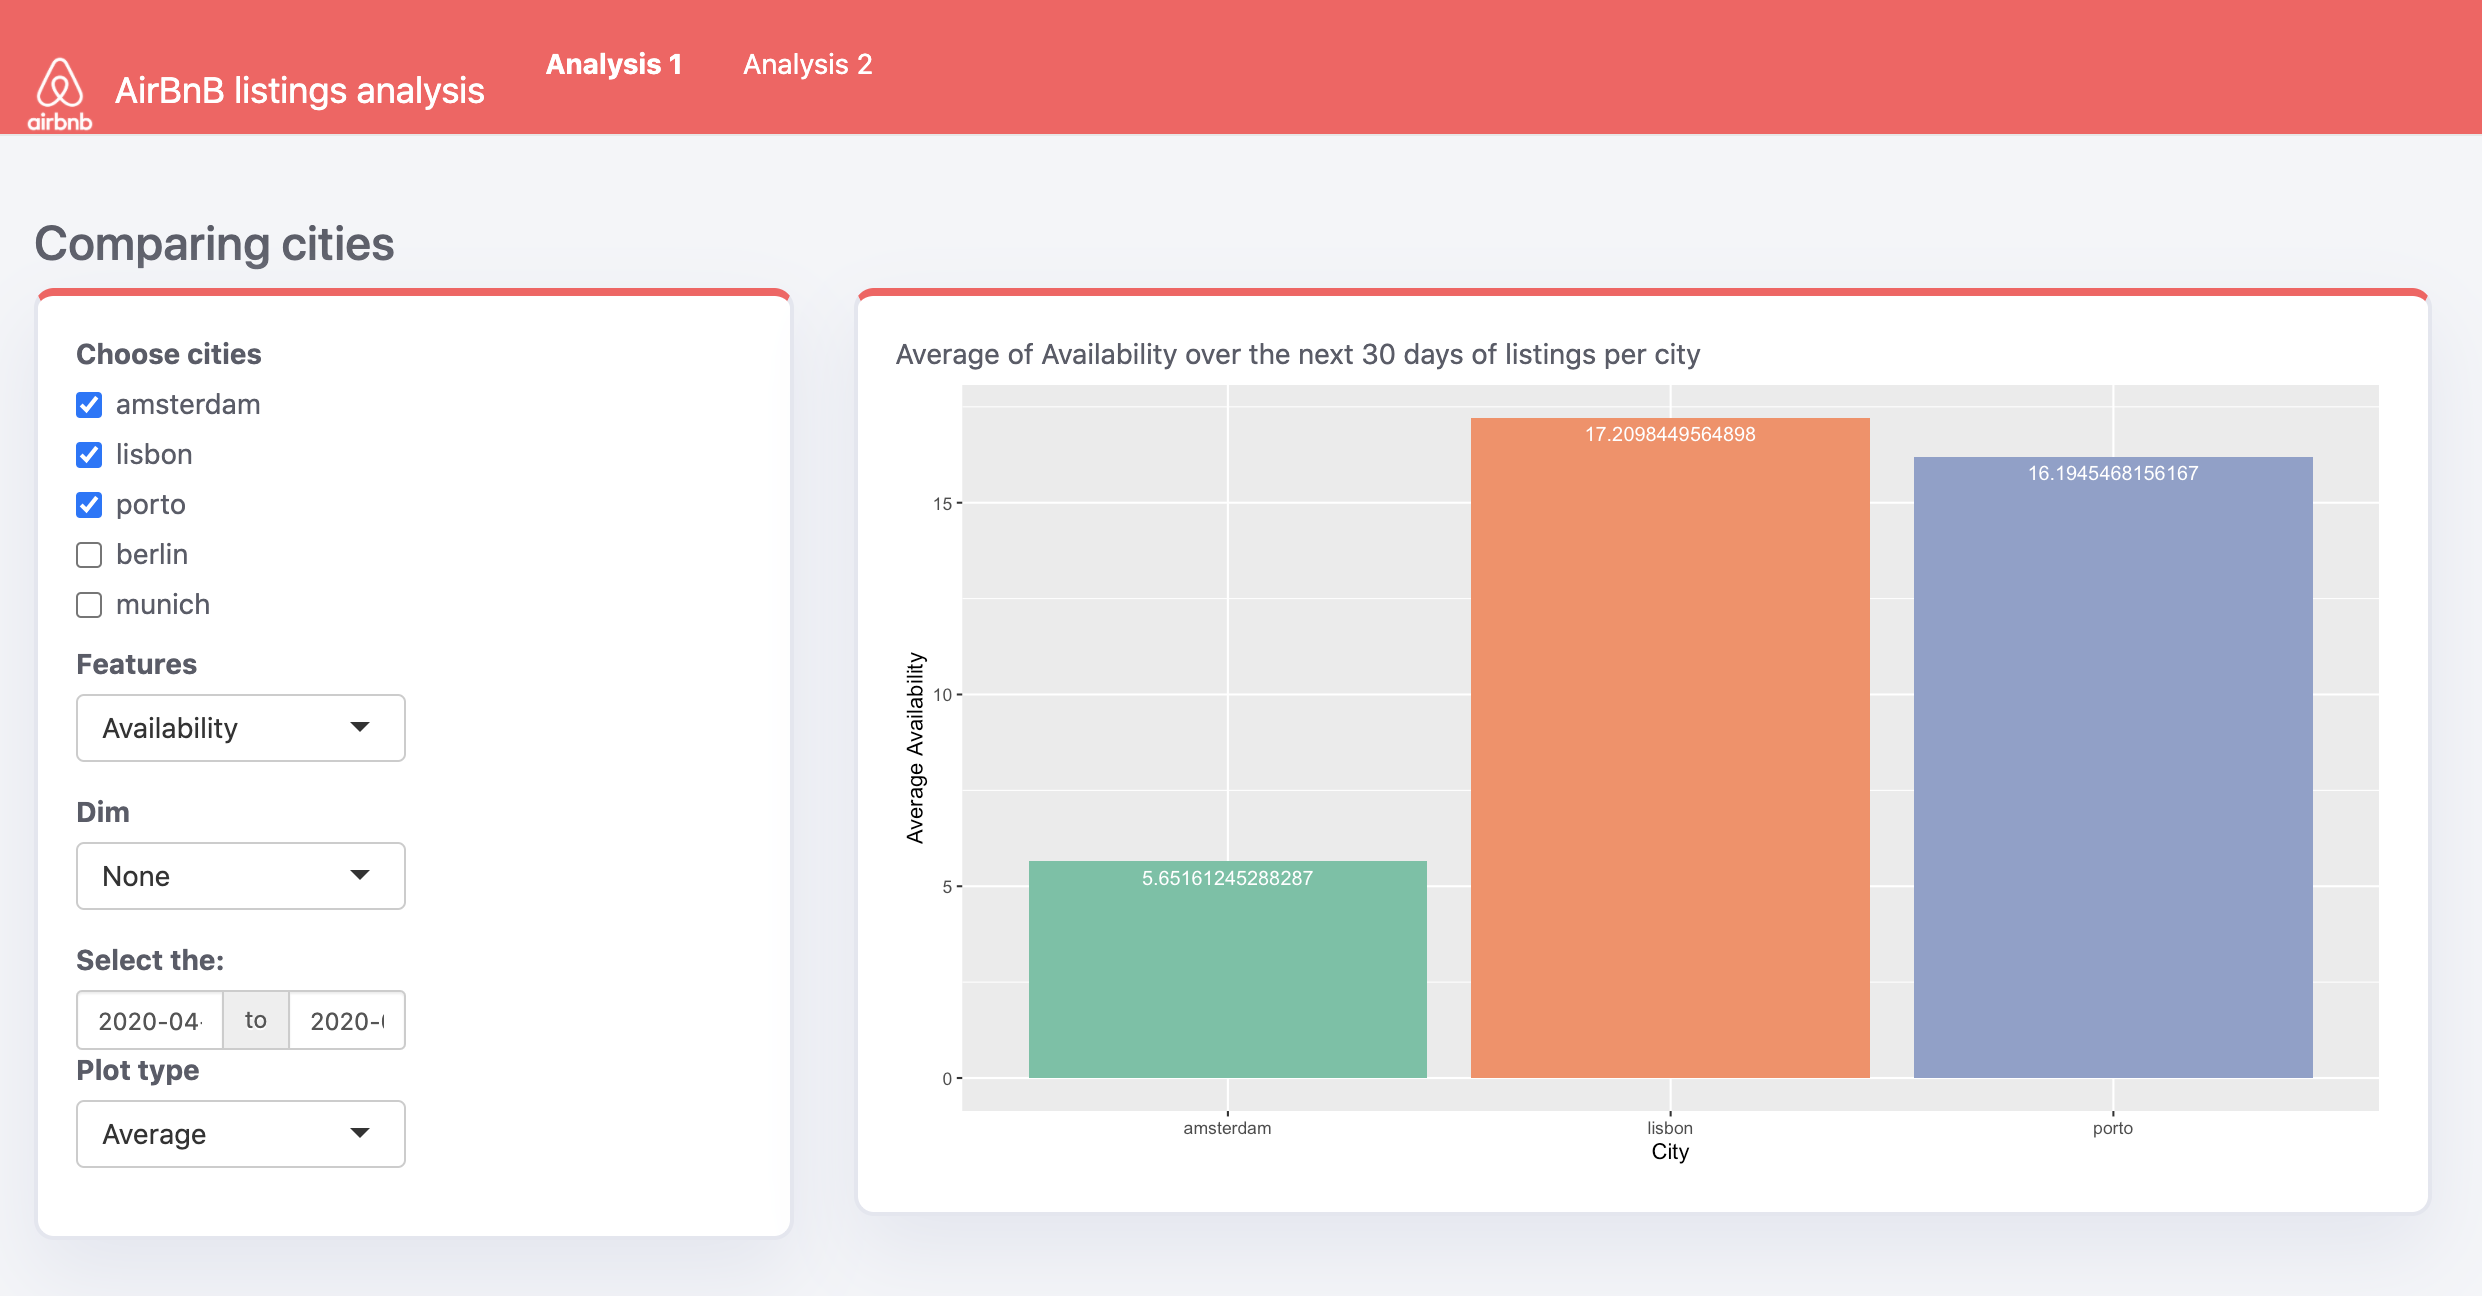 airbnb
AirBnB listings analysis
Analysis 1
Analysis 2
Comparing cities
Choose cities
amsterdam
lisbon
porto
berlin
munich
Features
Availability
Dim
None
Select the:
2020-04- to 2020-
Plot type
Average
Average of Availability over the next 30 days of listings per city
Average Availability
15
10
5
0
5.65161245288287
17.2098449564898
16.1945468156167
amsterdam
lisbon
porto
City